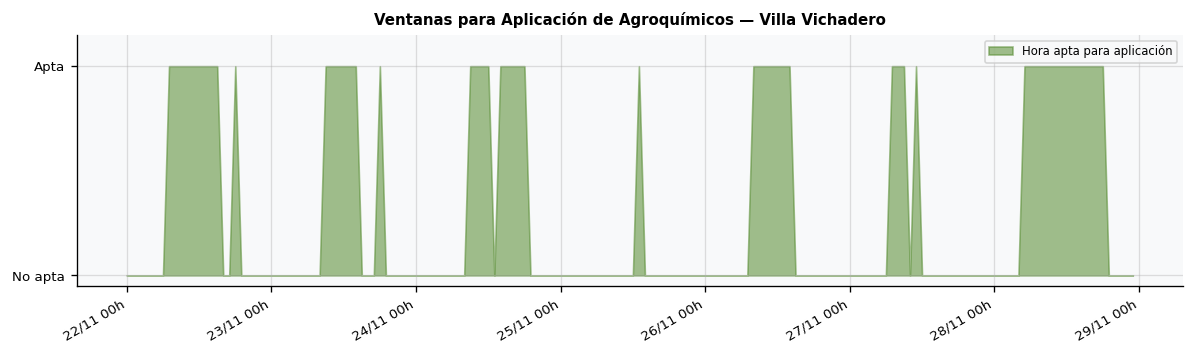 Ventanas para Aplicación de Agroquímicos — Villa Vichadero
Hora apta para aplicación
Apta
No apta
22/11 00h
23/11 00h
24/11 00h
25/11 00h
26/11 00h
27/11 00h
28/11 00h
29/11 00h